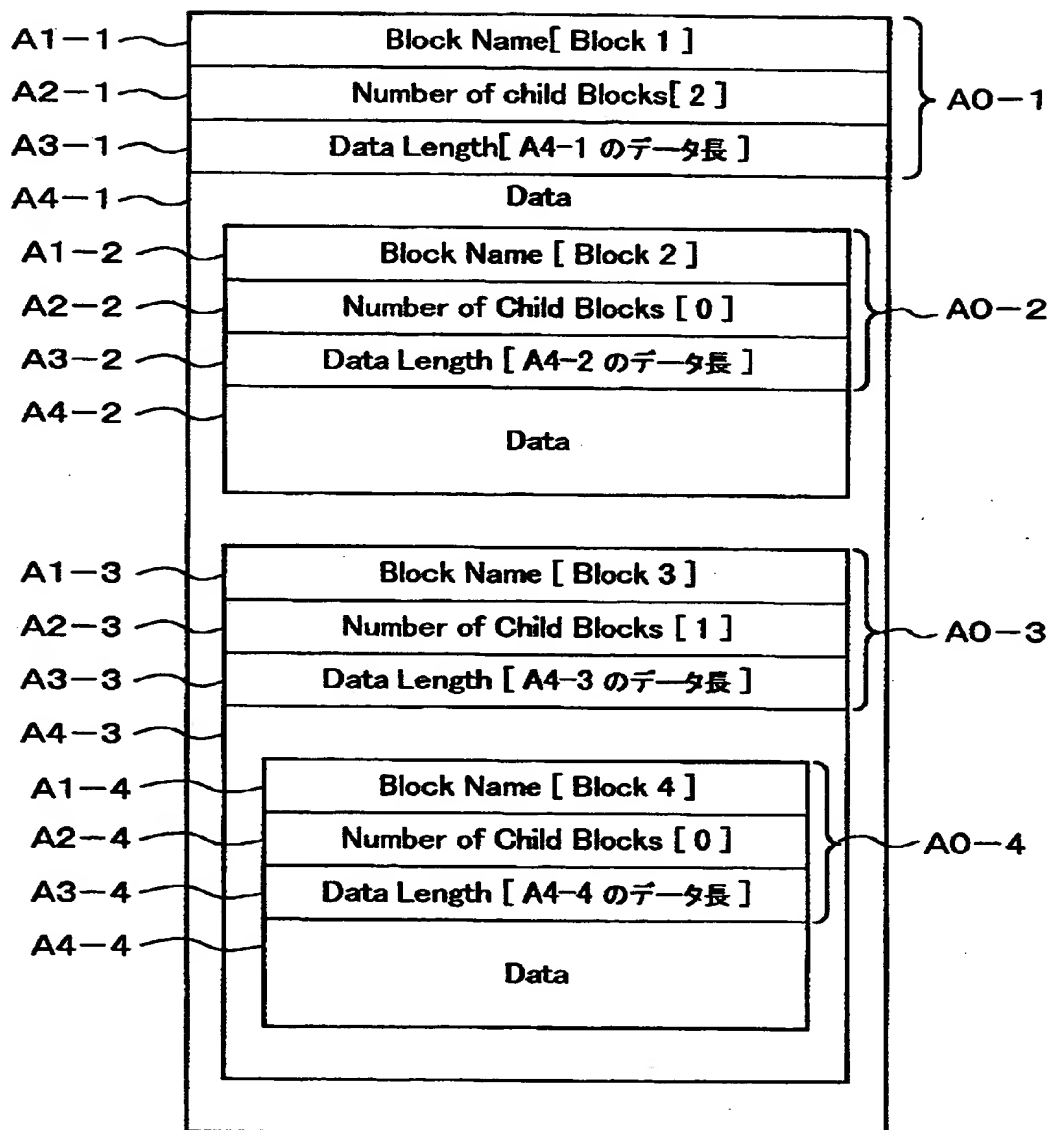 A1-1 Block Name[ Block 1 ]
A2-1 Number of child Blocks[ 2 ] A0-1
A3-1 Data Length[ A4-1 のデータ長 ]
A4-1 Data
A1-2 Block Name [ Block 2 ]
A2-2 Number of Child Blocks [ 0 ] A0-2
A3-2 Data Length [ A4-2 のデータ長 ]
A4-2
Data
A1-3 Block Name [ Block 3 ]
A2-3 Number of Child Blocks [ 1 ] A0-3
A3-3 Data Length [ A4-3 のデータ長 ]
A4-3
A1-4 Block Name [ Block 4 ]
A2-4 Number of Child Blocks [ 0 ] A0-4
A3-4 Data Length [ A4-4 のデータ長 ]
A4-4
Data